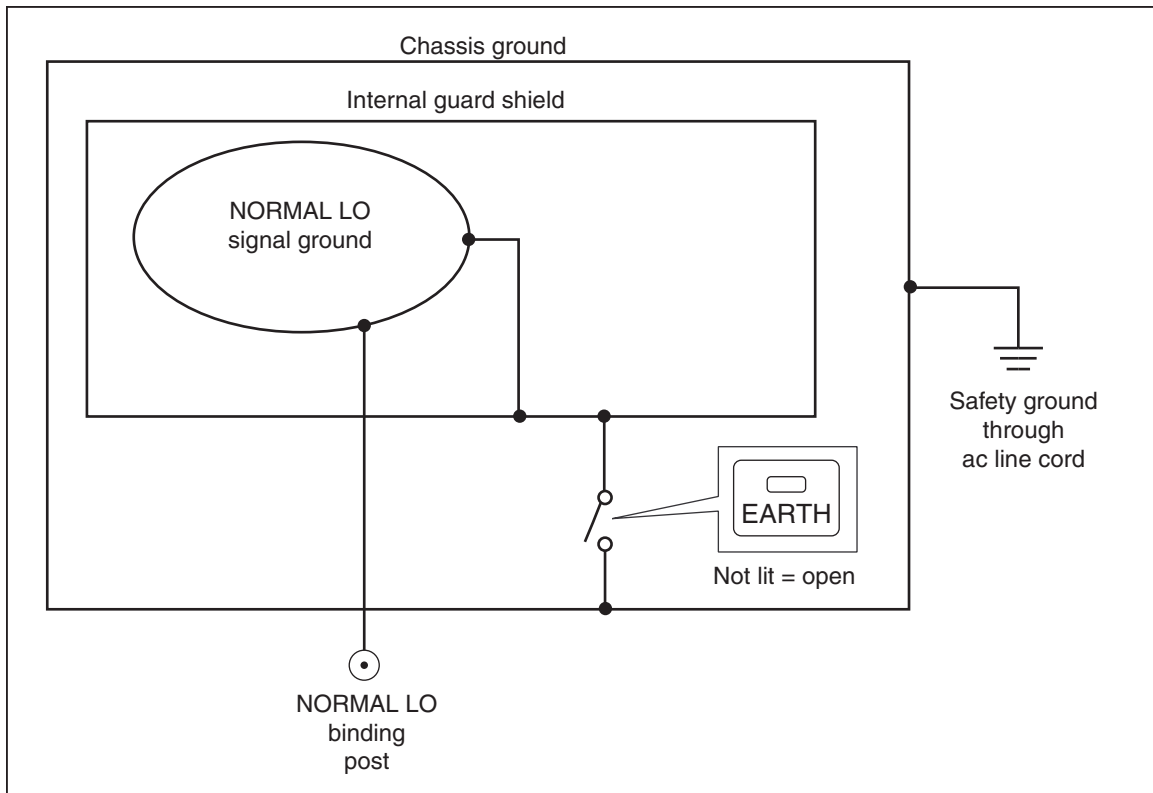 Chassis ground
Internal guard shield
NORMAL LO
signal ground
Safety ground
through
ac line cord
EARTH
Not lit = open
NORMAL LO
binding
post